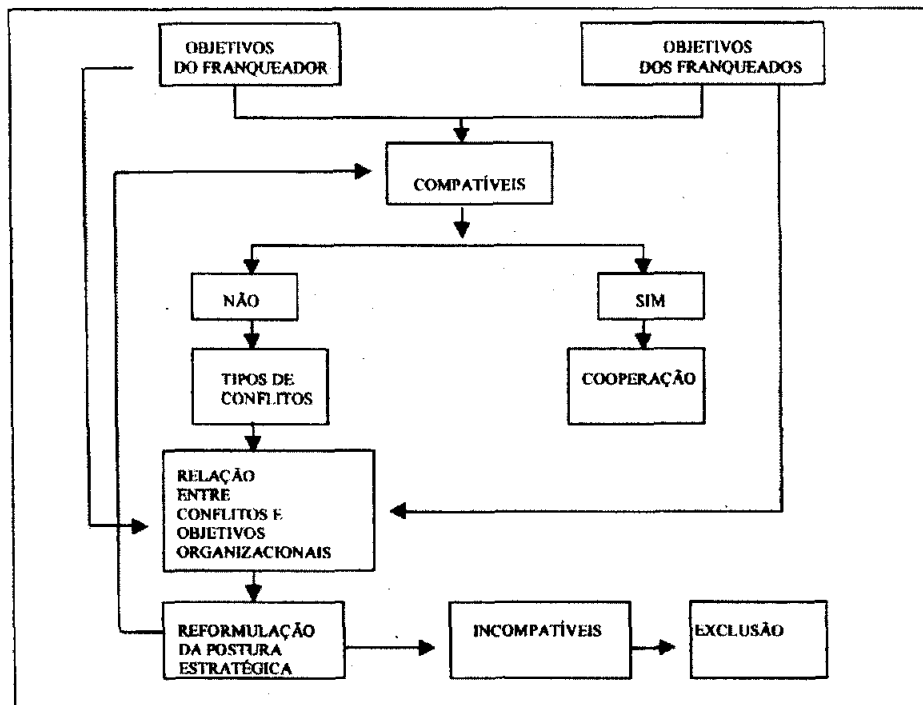 OBJETIVOS
DO FRANQUEADOR
OBJETIVOS
DOS FRANQUEADOS
COMPATÍVEIS
NÃO
SIM
TIPOS DE
CONFLITOS
COOPERAÇÃO
RELAÇÃO
ENTRE
CONFLITOS E
OBJETIVOS
ORGANIZACIONAIS
REFORMULAÇÃO
DA POSTURA
ESTRATÉGICA
INCOMPATÍVEIS
EXCLUSÃO